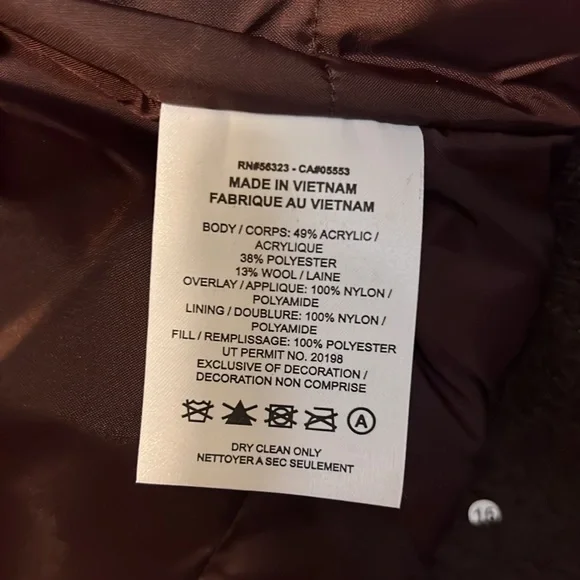 RN#56323 - CA#05553
MADE IN VIETNAM
FABRIQUE AU VIETNAM
BODY / CORPS: 49% ACRYLIC /
ACRYLIQUE
38% POLYESTER
13% WOOL / LAINE
OVERLAY / APPLIQUE: 100% NYLON /
POLYAMIDE
LINING / DOUBLURE: 100% NYLON /
POLYAMIDE
FILL / REMPLISSAGE: 100% POLYESTER
UT PERMIT NO. 20198
EXCLUSIVE OF DECORATION /
DECORATION NON COMPRISE
A
DRY CLEAN ONLY
NETTOYER A SEC SEULEMENT